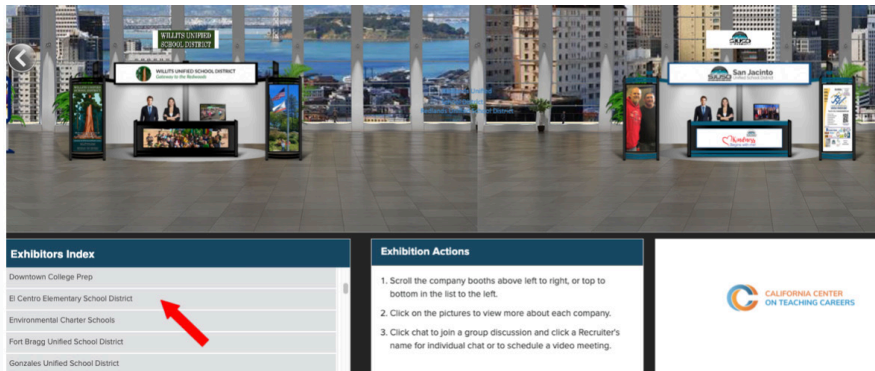 WILLITS UNIFIED
SCHOOL DISTRICT
WILLITS UNIFIED SCHOOL DISTRICT
Gateway to the Redwoods
SJUSD
San Jacinto
Unified School District
Exhibitors Index
Downtown College Prep
El Centro Elementary School District
Environmental Charter Schools
Fort Bragg Unified School District
Gonzales Unified School District
Exhibition Actions
1. Scroll the company booths above left to right, or top to
bottom in the list to the left.
2. Click on the pictures to view more about each company.
3. Click chat to join a group discussion and click a Recruiter's
name for individual chat or to schedule a video meeting.
CALIFORNIA CENTER
ON TEACHING CAREERS